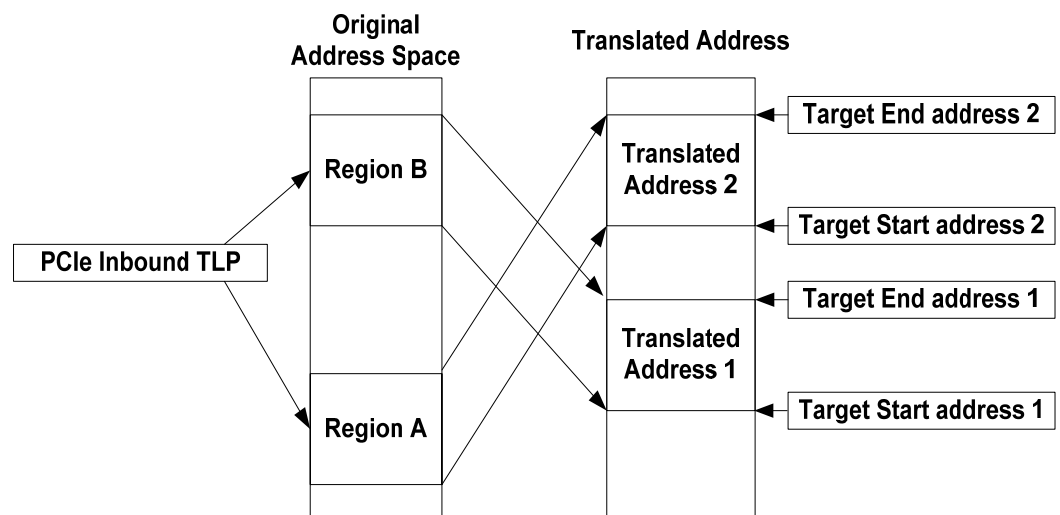 Original
Address Space
Translated Address
Region B
Region A
PCIe Inbound TLP
Translated
Address 2
Translated
Address 1
Target End address 2
Target Start address 2
Target End address 1
Target Start address 1